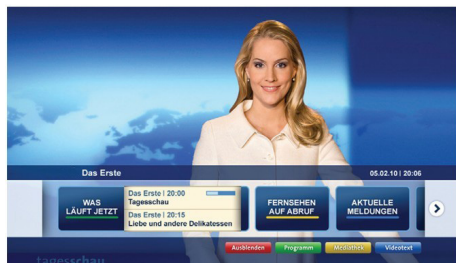 Das Erste
05.02.10 | 20:06
WAS
LÄUFT JETZT
Das Erste | 20:00
Tagesschau
Das Erste | 20:15
Liebe und andere Delikatessen
FERNSEHEN
AUF ABRUF
AKTUELLE
MELDUNGEN
Ausblenden
Programm
Mediathek
Videotext
tagesschau